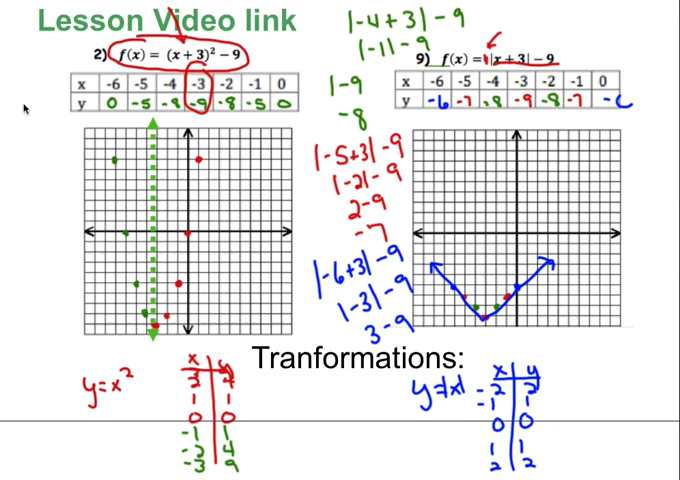 Lesson Video link
2) f(x) = (x + 3)² − 9
x -6 -5 -4 -3 -2 -1 0
y 0 -5 -8 -9 -8 -5 0
|-4+3|-9
|-1|-9
1-9
-8
|-5+3|-9
|-2|-9
2-9
-7
|-6+3|-9
|-3|-9
3-9
9) f(x) = 1|x + 3| − 9
x -6 -5 -4 -3 -2 -1 0
y -6 -7 -8 -9 -8 -7 -6
Tranformations:
y=x²
x y
2 4
1 1
0 0
-1 1
-2 4
-3 9
y=|x|
x y
-2 2
-1 1
0 0
1 1
2 2